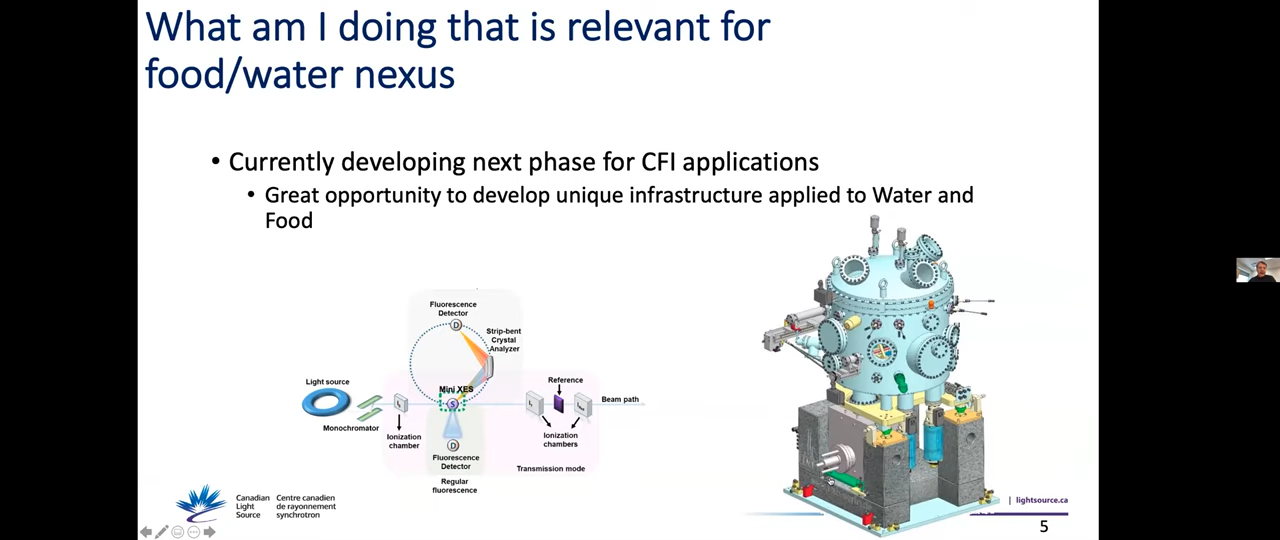 What am I doing that is relevant for
food/water nexus
• Currently developing next phase for CFI applications
• Great opportunity to develop unique infrastructure applied to Water and
Food
Fluorescence
Detector
D
Strip-bent
Crystal
Analyzer
Light source
Mini XES
Reference
S
Beam path
Monochromator
Ionization
chamber
D
Ionization
chambers
Fluorescence
Detector
Transmission mode
Regular
fluorescence
Canadian Centre canadien
Light de rayonnement
Source synchrotron
| lightsource.ca
5